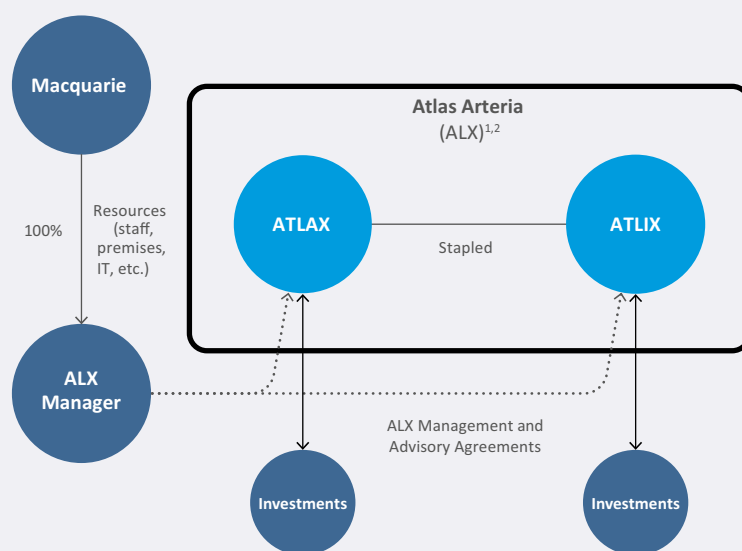 Macquarie
Atlas Arteria
(ALX)1,2
ATLAX
ATLIX
Stapled
100%
Resources
(staff,
premises,
IT, etc.)
ALX
Manager
ALX Management and
Advisory Agreements
Investments
Investments